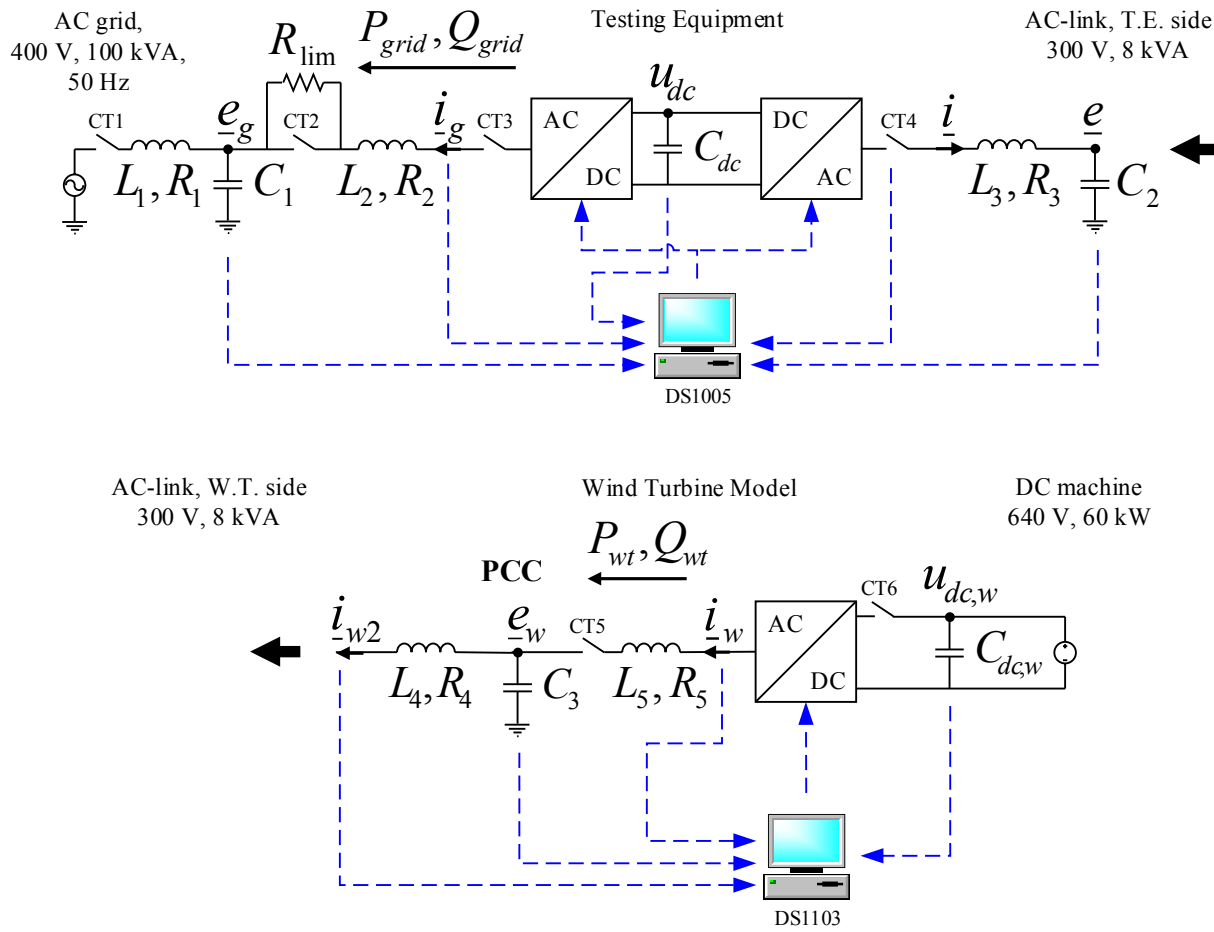 AC grid,
400 V, 100 kVA,
50 Hz
Testing Equipment
AC-link, T.E. side
300 V, 8 kVA
P_grid, Q_grid
R_lim
u_dc
CT1
e_g
CT2
i_g
CT3
AC
DC
C_dc
DC
AC
CT4
i
e
L_1, R_1
C_1
L_2, R_2
L_3, R_3
C_2
DS1005
AC-link, W.T. side
300 V, 8 kVA
Wind Turbine Model
DC machine
640 V, 60 kW
P_wt, Q_wt
PCC
i_w2
e_w
CT5
i_w
AC
DC
CT6
u_dc,w
C_dc,w
L_4, R_4
C_3
L_5, R_5
DS1103